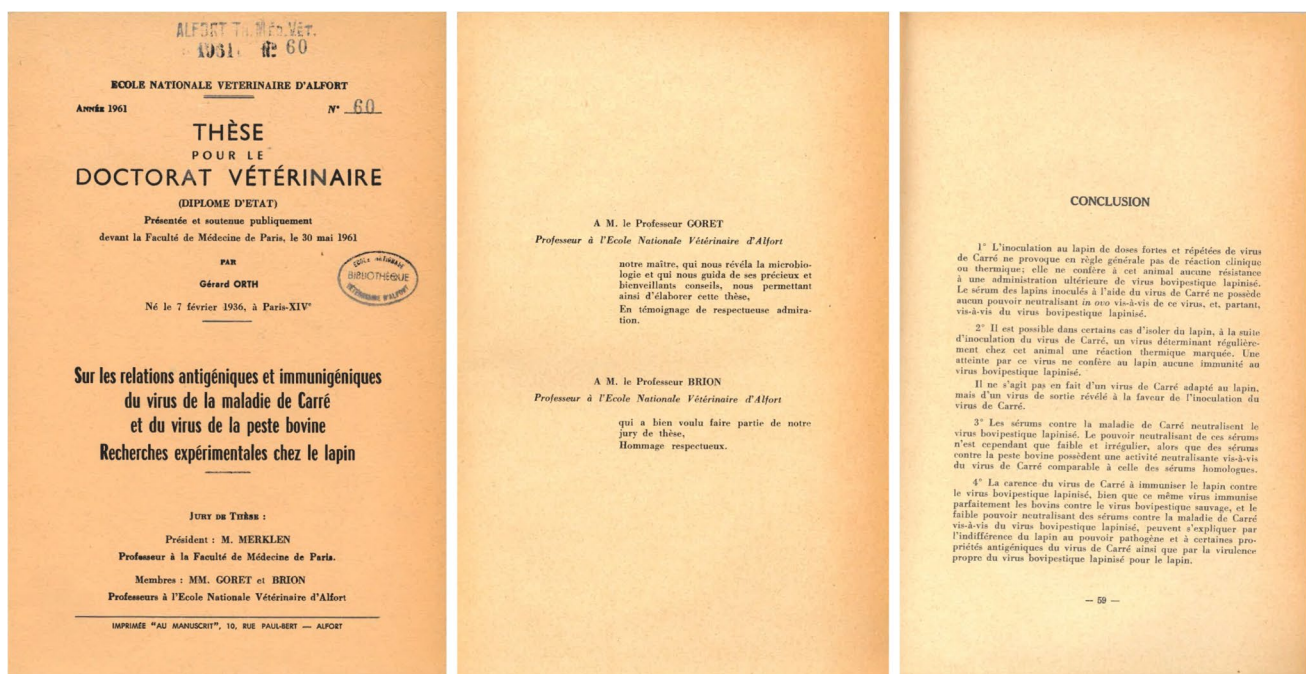 ALFORT Th. Méd. Vét.
1961. N° 60
ECOLE NATIONALE VETERINAIRE D'ALFORT
ANNÉE 1961
N° 60
THÈSE
POUR LE
DOCTORAT VÉTÉRINAIRE
(DIPLOME D'ETAT)
Présentée et soutenue publiquement
devant la Faculté de Médecine de Paris, le 30 mai 1961
PAR
Gérard ORTH
Né le 7 février 1936, à Paris-XIVᵉ
ECOLE NATIONALE
BIBLIOTHEQUE
VÉTÉRINAIRE D'ALFORT
Sur les relations antigéniques et immunigéniques
du virus de la maladie de Carré
et du virus de la peste bovine
Recherches expérimentales chez le lapin
JURY DE THÈSE :
Président : M. MERKLEN
Professeur à la Faculté de Médecine de Paris.
Membres : MM. GORET et BRION
Professeurs à l'Ecole Nationale Vétérinaire d'Alfort
IMPRIMÉE "AU MANUSCRIT", 10, RUE PAUL-BERT — ALFORT
A M. le Professeur GORET
Professeur à l'Ecole Nationale Vétérinaire d'Alfort
notre maître, qui nous révéla la microbio-
logie et qui nous guida de ses précieux et
bienveillants conseils, nous permettant
ainsi d'élaborer cette thèse,
En témoignage de respectueuse admira-
tion.
A M. le Professeur BRION
Professeur à l'Ecole Nationale Vétérinaire d'Alfort
qui a bien voulu faire partie de notre
jury de thèse,
Hommage respectueux.
CONCLUSION
1° L'inoculation au lapin de doses fortes et répétées de virus
de Carré ne provoque en règle générale pas de réaction clinique
ou thermique; elle ne confère à cet animal aucune résistance
à une administration ultérieure de virus bovipestique lapinisé.
Le sérum des lapins inoculés à l'aide du virus de Carré ne possède
aucun pouvoir neutralisant in ovo vis-à-vis de ce virus, et, partant,
vis-à-vis du virus bovipestique lapinisé.
2° Il est possible dans certains cas d'isoler du lapin, à la suite
d'inoculation du virus de Carré, un virus déterminant régulière-
ment chez cet animal une réaction thermique marquée. Une
atteinte par ce virus ne confère au lapin aucune immunité au
virus bovipestique lapinisé.
Il ne s'agit pas en fait d'un virus de Carré adapté au lapin,
mais d'un virus de sortie révélé à la faveur de l'inoculation du
virus de Carré.
3° Les sérums contre la maladie de Carré neutralisent le
virus bovipestique lapinisé. Le pouvoir neutralisant de ces sérums
n'est cependant que faible et irrégulier, alors que des sérums
contre la peste bovine possèdent une activité neutralisante vis-à-vis
du virus de Carré comparable à celle des sérums homologues.
4° La carence du virus de Carré à immuniser le lapin contre
le virus bovipestique lapinisé, bien que ce même virus immunise
parfaitement les bovins contre le virus bovipestique sauvage, et le
faible pouvoir neutralisant des sérums contre la maladie de Carré
vis-à-vis du virus bovipestique lapinisé, peuvent s'expliquer par
l'indifférence du lapin au pouvoir pathogène et à certaines pro-
priétés antigéniques du virus de Carré ainsi que par la virulence
propre du virus bovipestique lapinisé pour le lapin.
— 59 —